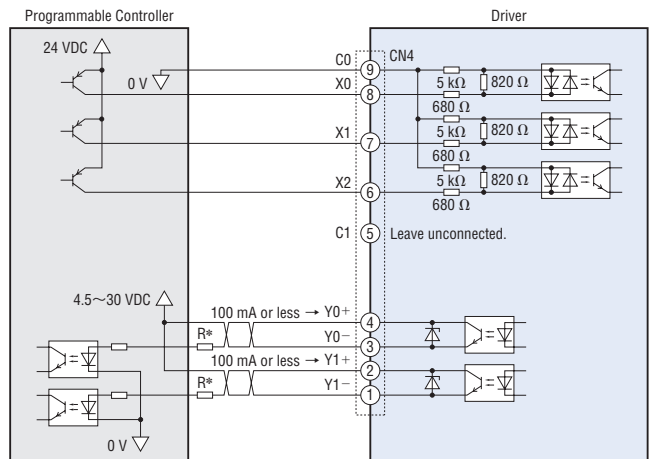 Programmable Controller
Driver
24 VDC
0 V
C0
9
CN4
X0
8
5 kΩ
820 Ω
680 Ω
X1
7
5 kΩ
820 Ω
680 Ω
X2
6
5 kΩ
820 Ω
680 Ω
C1
5
Leave unconnected.
4.5~30 VDC
100 mA or less → Y0+
4
R*
Y0−
3
100 mA or less → Y1+
2
R*
Y1−
1
0 V